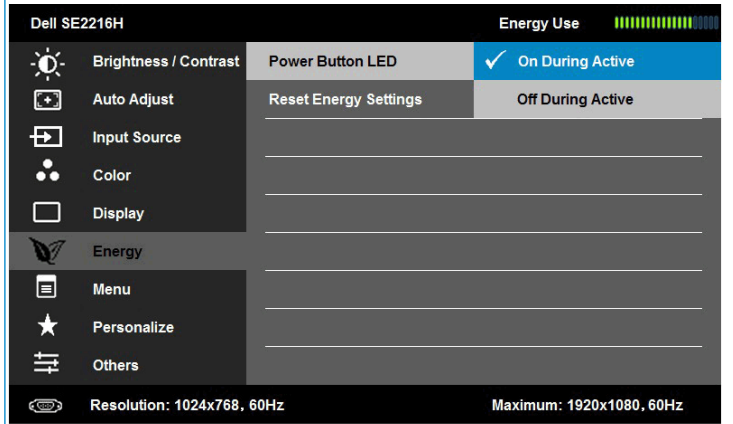 Dell SE2216H Energy Use
Brightness / Contrast Power Button LED On During Active
Auto Adjust Reset Energy Settings Off During Active
Input Source
Color
Display
Energy
Menu
Personalize
Others
Resolution: 1024x768, 60Hz Maximum: 1920x1080, 60Hz